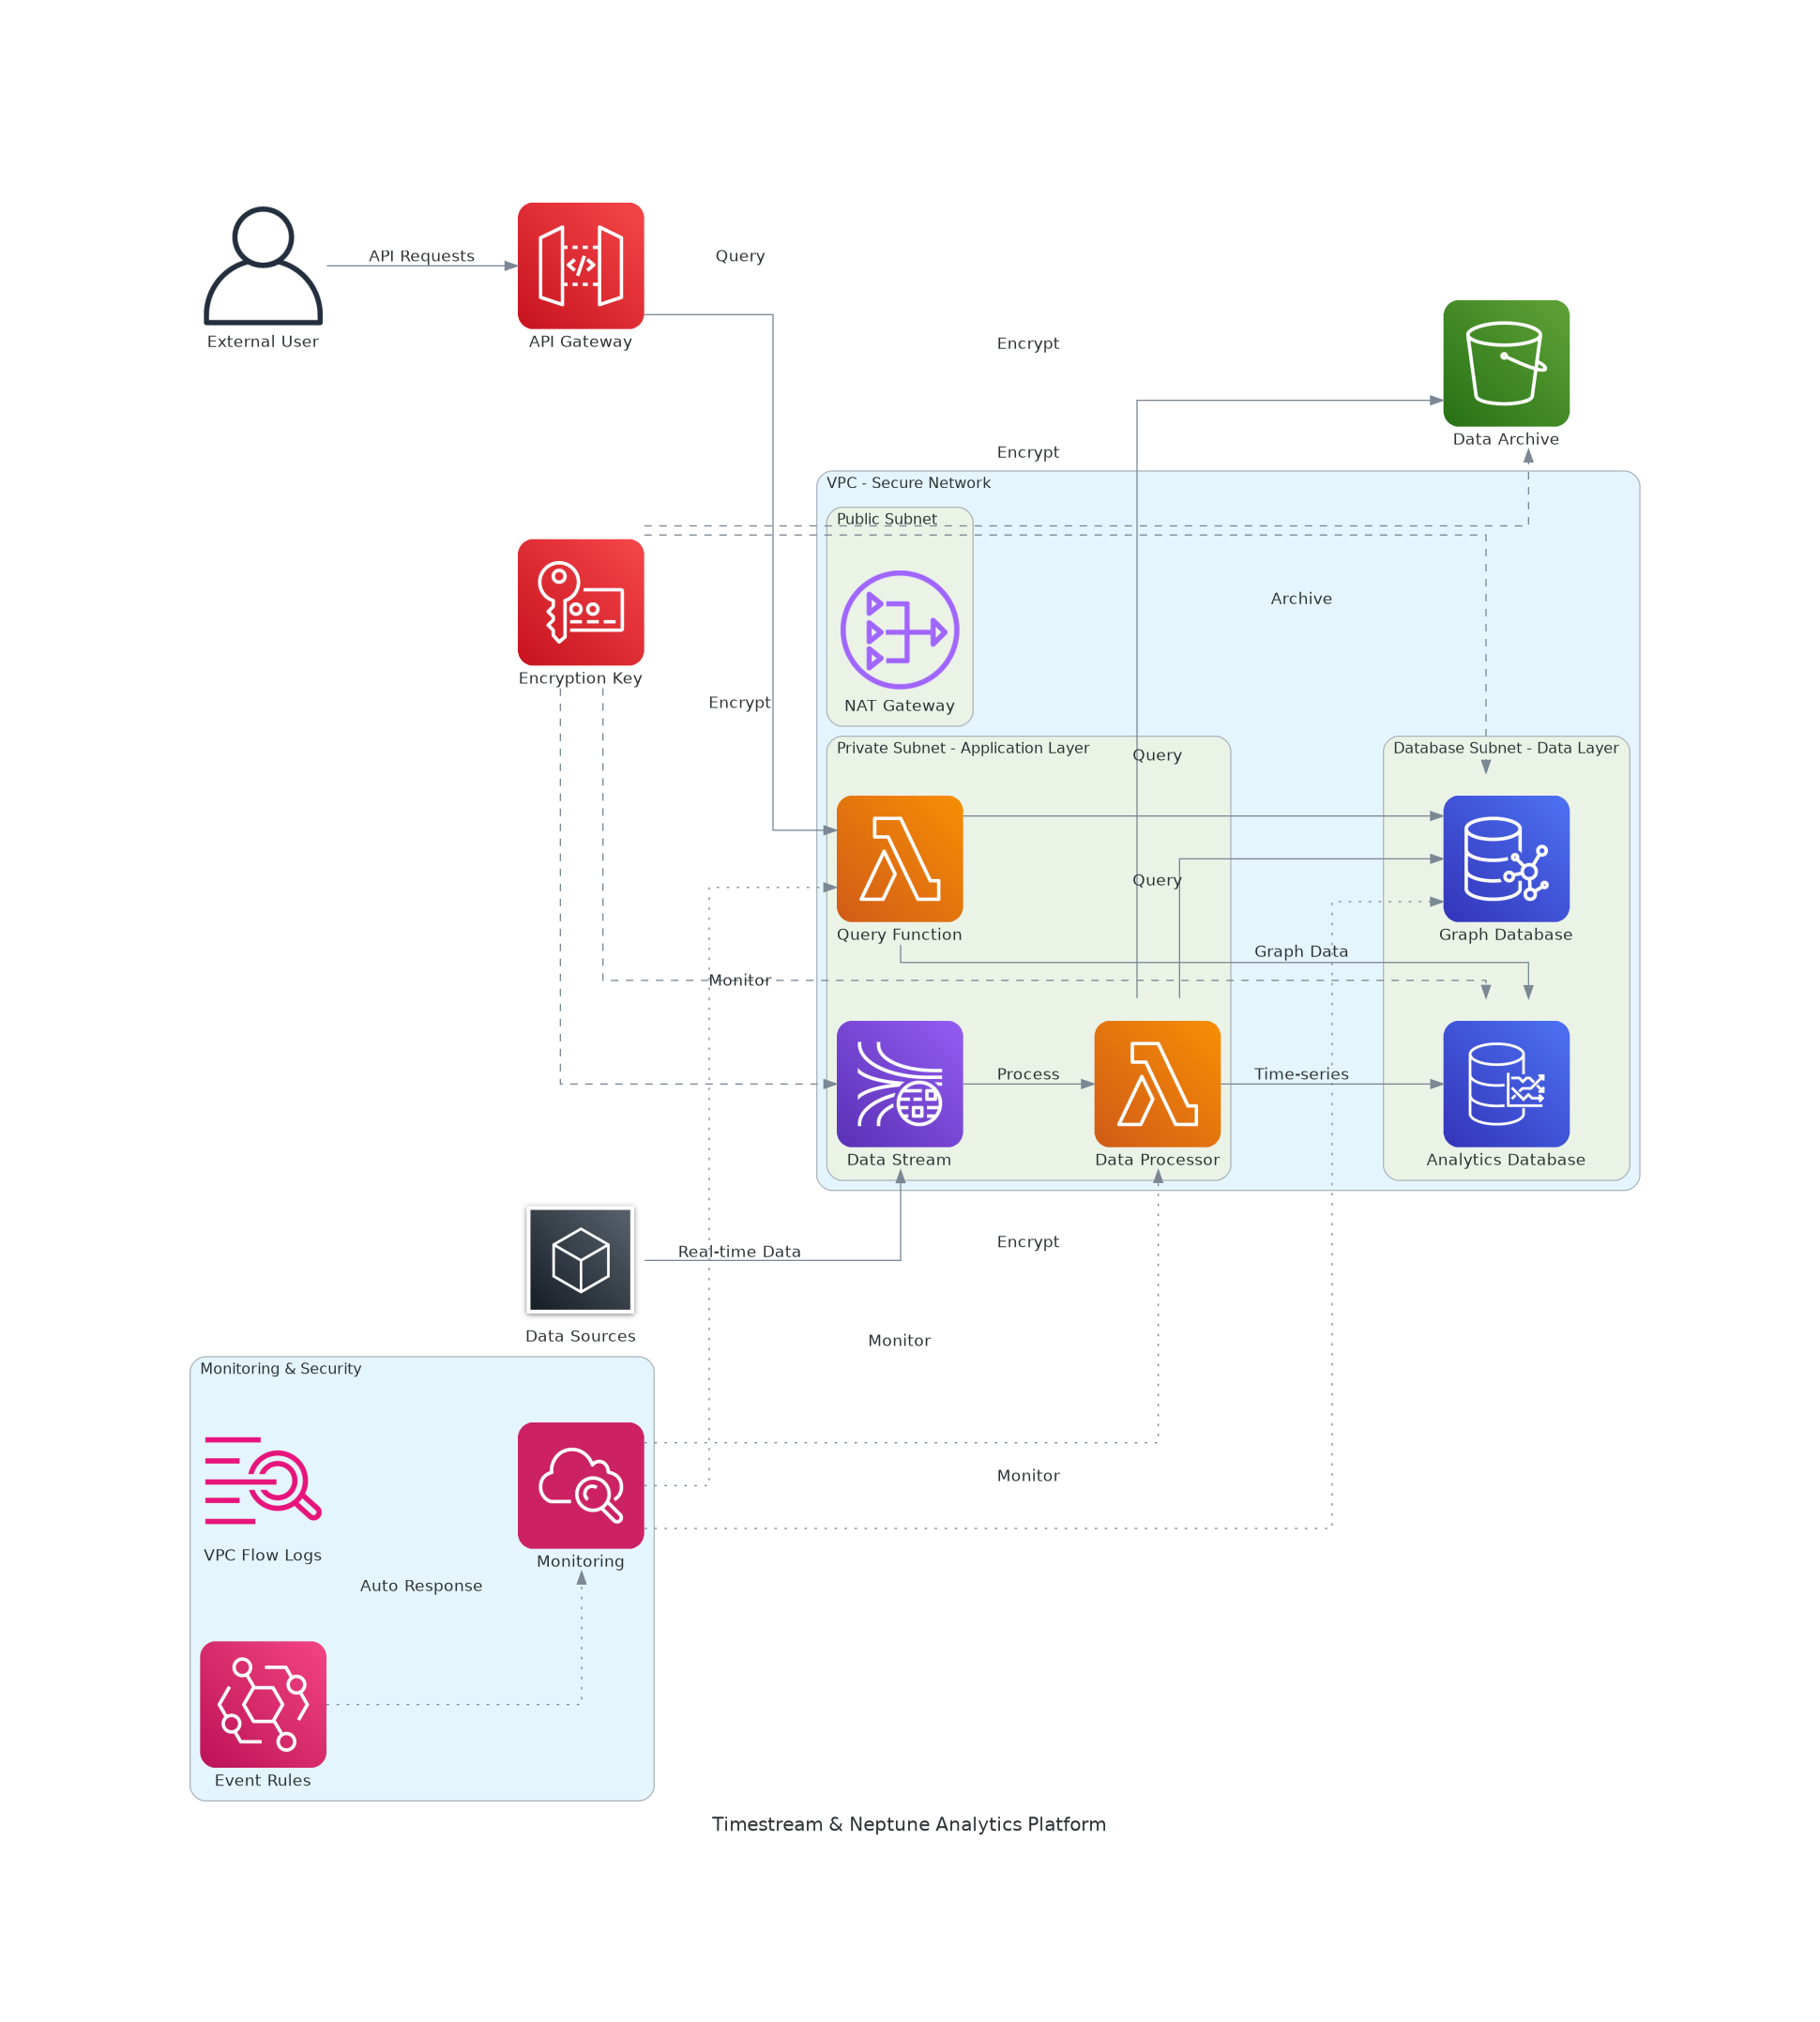 API Requests
Query
External User
API Gateway
Encrypt
Data Archive
Encrypt
VPC - Secure Network
Public Subnet
Archive
Encryption Key
Encrypt
NAT Gateway
Private Subnet - Application Layer
Database Subnet - Data Layer
Query
Query
Query Function
Graph Database
Graph Data
Monitor
Process
Time-series
Data Stream
Data Processor
Analytics Database
Real-time Data
Encrypt
Data Sources
Monitor
Monitoring & Security
Monitor
VPC Flow Logs
Monitoring
Auto Response
Event Rules
Timestream & Neptune Analytics Platform